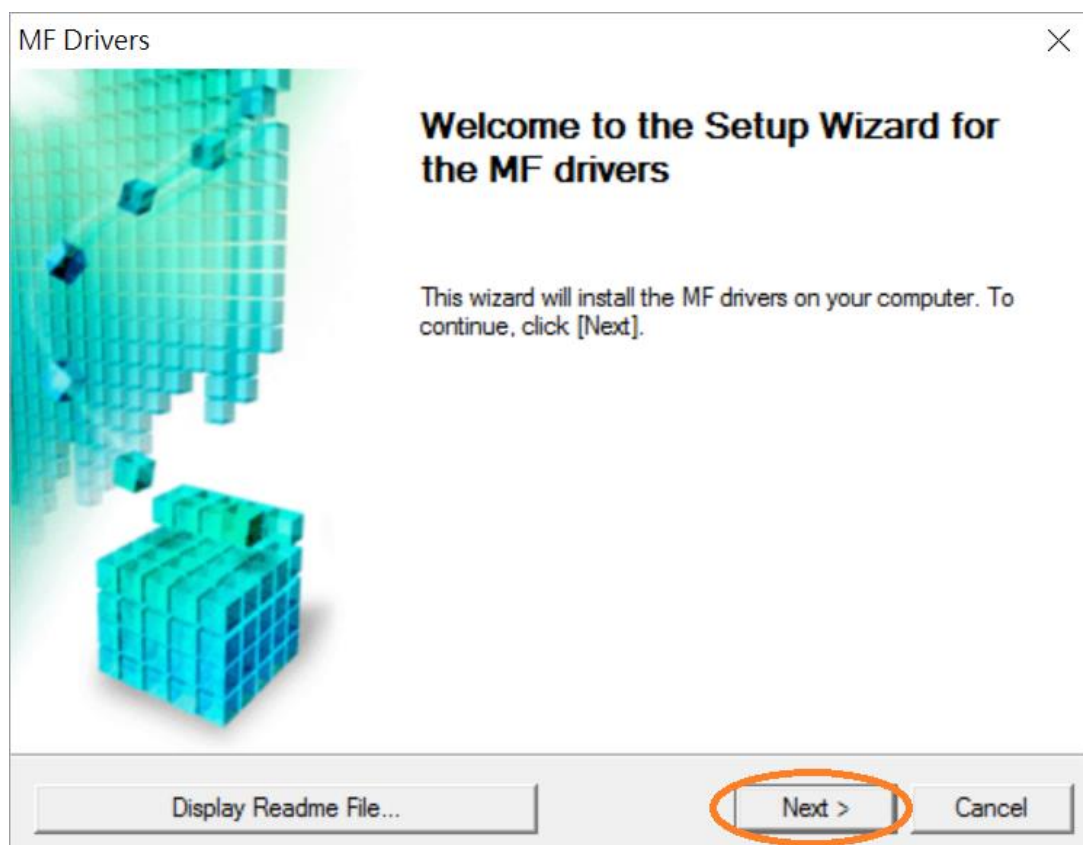 MF Drivers
Welcome to the Setup Wizard for
the MF drivers
This wizard will install the MF drivers on your computer. To
continue, click [Next].
Display Readme File...
Next >
Cancel